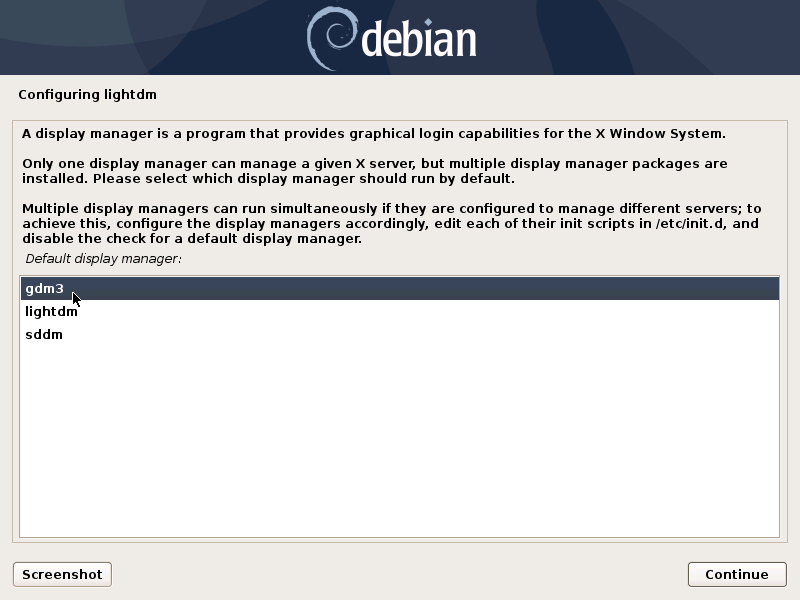 debian
Configuring lightdm
A display manager is a program that provides graphical login capabilities for the X Window System.
Only one display manager can manage a given X server, but multiple display manager packages are
installed. Please select which display manager should run by default.
Multiple display managers can run simultaneously if they are configured to manage different servers; to
achieve this, configure the display managers accordingly, edit each of their init scripts in /etc/init.d, and
disable the check for a default display manager.
Default display manager:
gdm3
lightdm
sddm
Screenshot
Continue